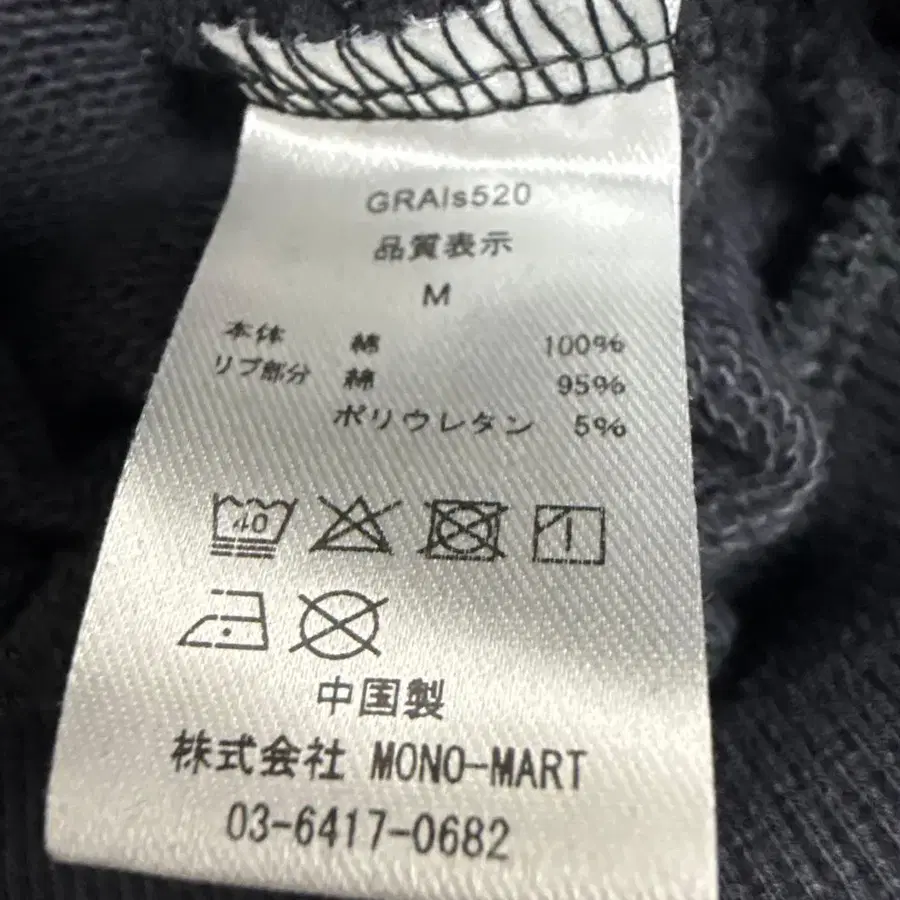 GRAls520
品質表示
M
本体 綿 100%
リブ部分 綿 95%
ポリウレタン 5%
40
中国製
株式会社 MONO-MART
03-6417-0682